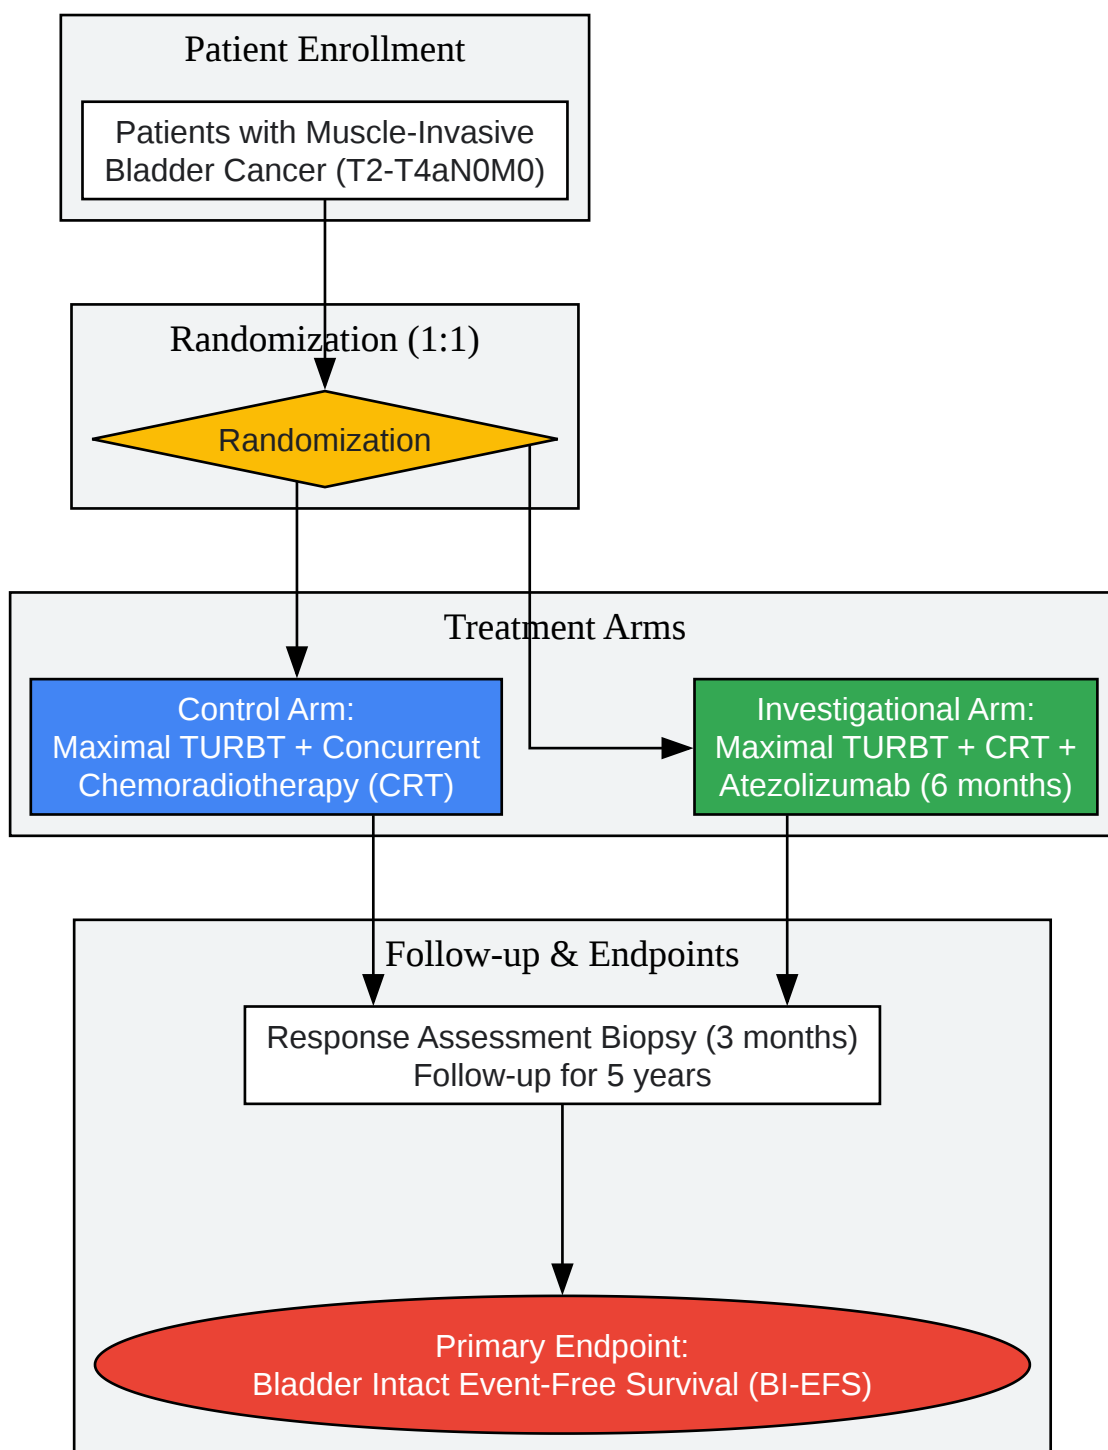 Patient Enrollment
Patients with Muscle-Invasive
Bladder Cancer (T2-T4aN0M0)
Randomization (1:1)
Randomization
Treatment Arms
Control Arm:
Maximal TURBT + Concurrent
Chemoradiotherapy (CRT)
Investigational Arm:
Maximal TURBT + CRT +
Atezolizumab (6 months)
Follow-up & Endpoints
Response Assessment Biopsy (3 months)
Follow-up for 5 years
Primary Endpoint:
Bladder Intact Event-Free Survival (BI-EFS)